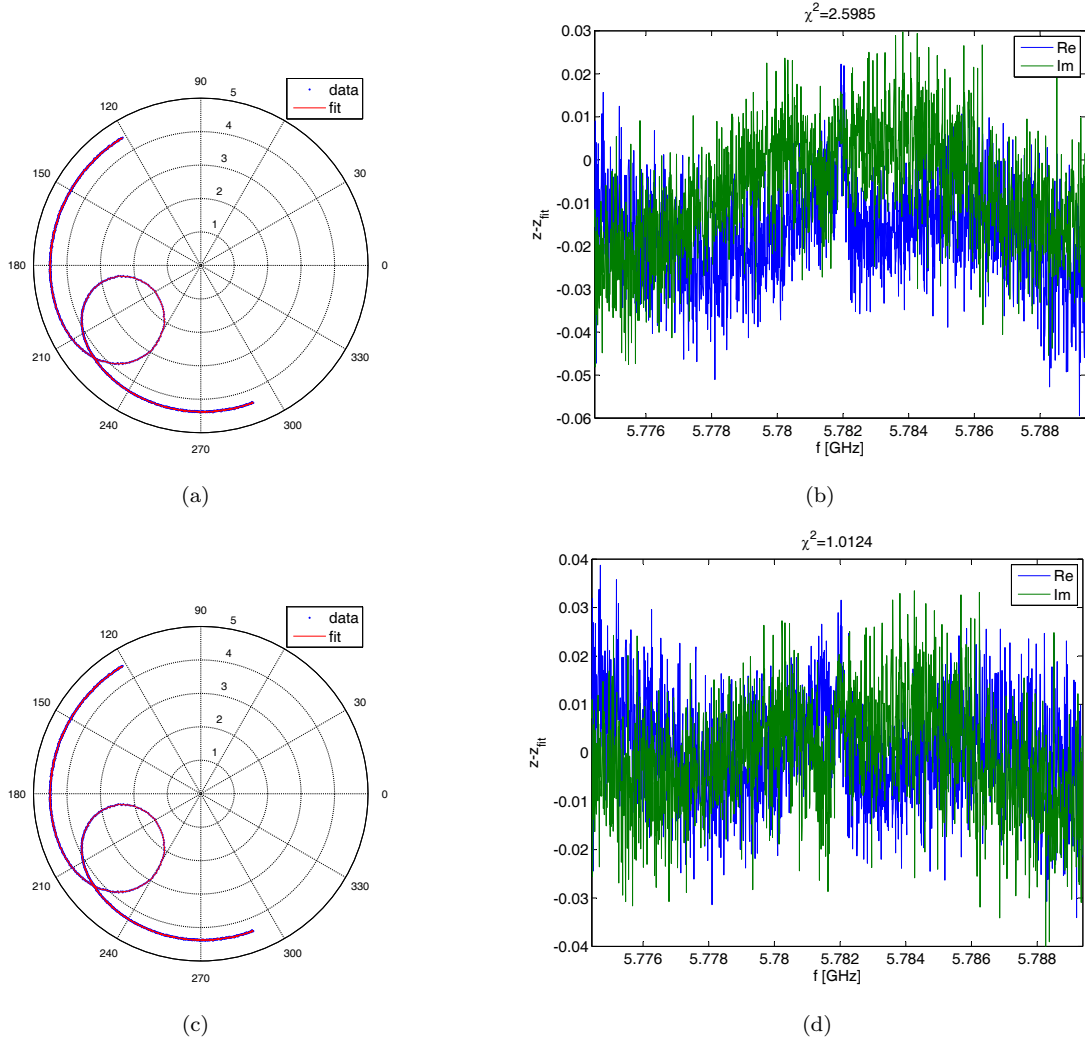 90
120
5
data
fit
4
60
3
150
30
2
1
180
0
210
330
240
300
270
(a)
χ²=2.5985
0.03
Re
Im
0.02
0.01
0
-0.01
-0.02
-0.03
-0.04
-0.05
-0.06
z-z_fit
5.776 5.778 5.78 5.782 5.784 5.786 5.788
f [GHz]
(b)
90
120
5
data
fit
4
3
150
30
2
1
180
0
210
330
240
300
270
(c)
χ²=1.0124
0.04
Re
Im
0.03
0.02
0.01
0
-0.01
-0.02
-0.03
-0.04
z-z_fit
5.776 5.778 5.78 5.782 5.784 5.786 5.788
f [GHz]
(d)